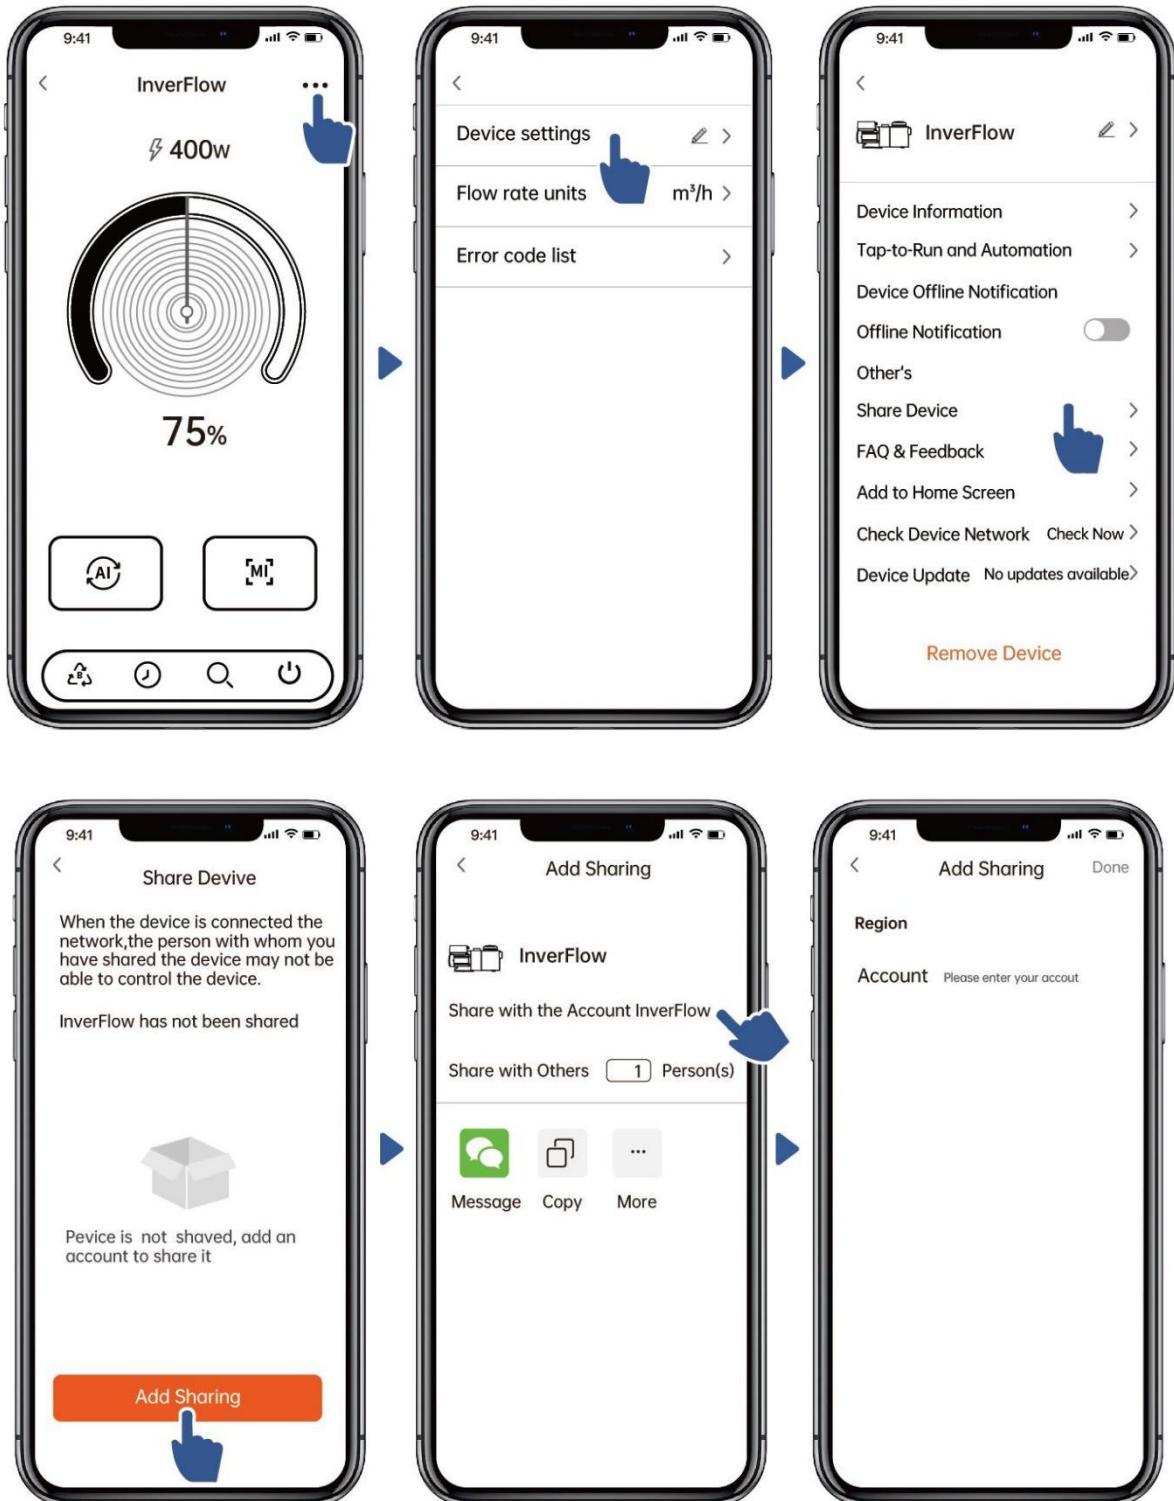 9:41
InverFlow
400w
75%
AI
MI
B
9:41
Device settings
Flow rate units m³/h
Error code list
9:41
InverFlow
Device Information
Tap-to-Run and Automation
Device Offline Notification
Offline Notification
Other's
Share Device
FAQ & Feedback
Add to Home Screen
Check Device Network Check Now
Device Update No updates available
Remove Device
9:41
Share Devive
When the device is connected the
network,the person with whom you
have shared the device may not be
able to control the device.
InverFlow has not been shared
Pevice is not shaved, add an
account to share it
Add Sharing
9:41
Add Sharing
InverFlow
Share with the Account InverFlow
Share with Others 1 Person(s)
Message Copy More
9:41
Add Sharing Done
Region
Account Please enter your accout